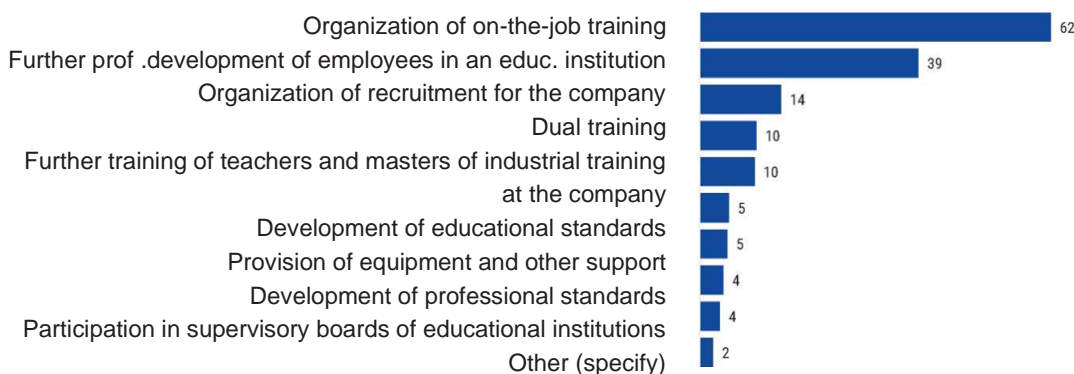 Organization of on-the-job training 62
Further prof .development of employees in an educ. institution 39
Organization of recruitment for the company 14
Dual training 10
Further training of teachers and masters of industrial training 10
at the company 5
Development of educational standards 5
Provision of equipment and other support 4
Development of professional standards 4
Participation in supervisory boards of educational institutions 2
Other (specify)